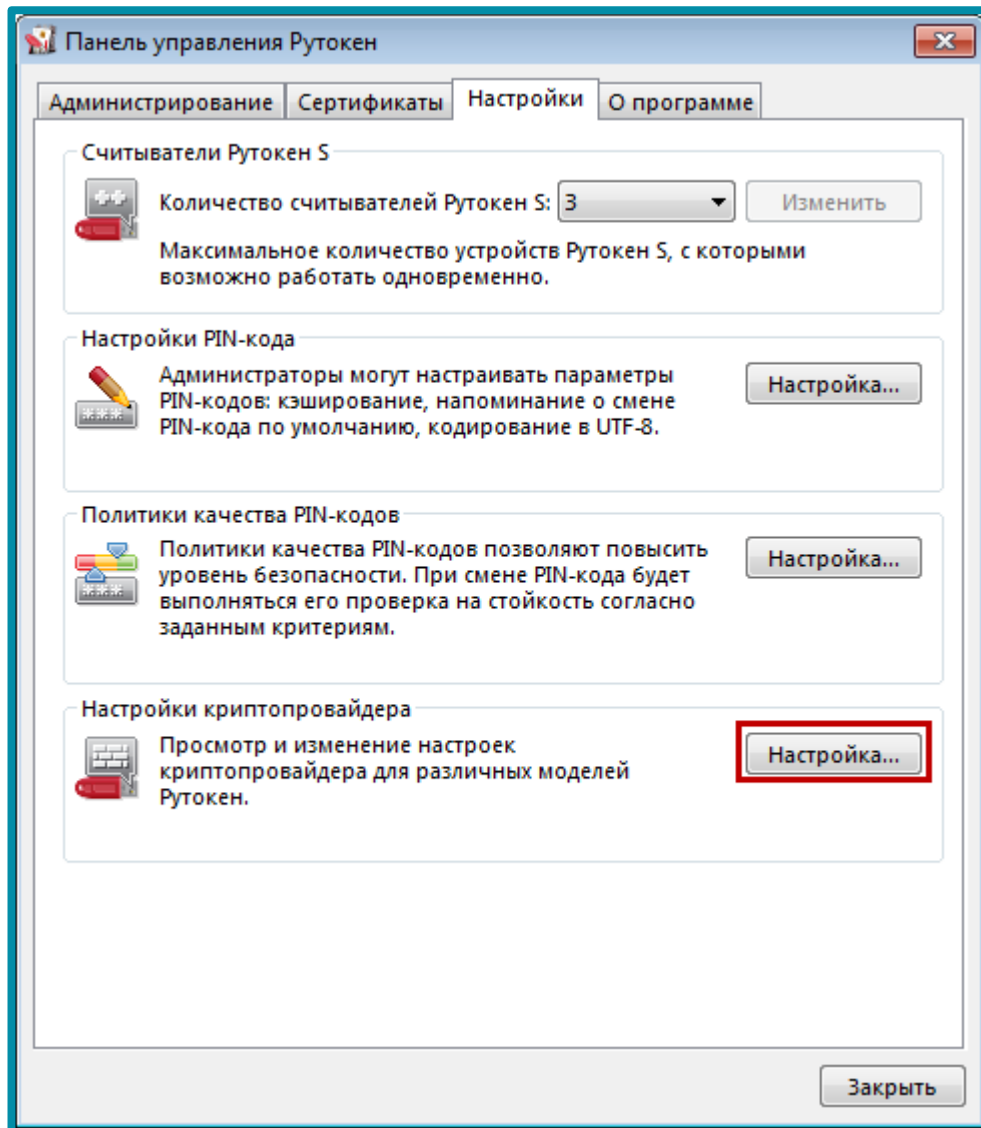 Панель управления Рутокен
Администрирование Сертификаты Настройки О программе
Считыватели Рутокен S
Количество считывателей Рутокен S: 3 Изменить
Максимальное количество устройств Рутокен S, с которыми
возможно работать одновременно.
Настройки PIN-кода
Администраторы могут настраивать параметры
PIN-кодов: кэширование, напоминание о смене
PIN-кода по умолчанию, кодирование в UTF-8.
Настройка...
Политики качества PIN-кодов
Политики качества PIN-кодов позволяют повысить
уровень безопасности. При смене PIN-кода будет
выполняться его проверка на стойкость согласно
заданным критериям.
Настройка...
Настройки криптопровайдера
Просмотр и изменение настроек
криптопровайдера для различных моделей
Рутокен.
Настройка...
Закрыть